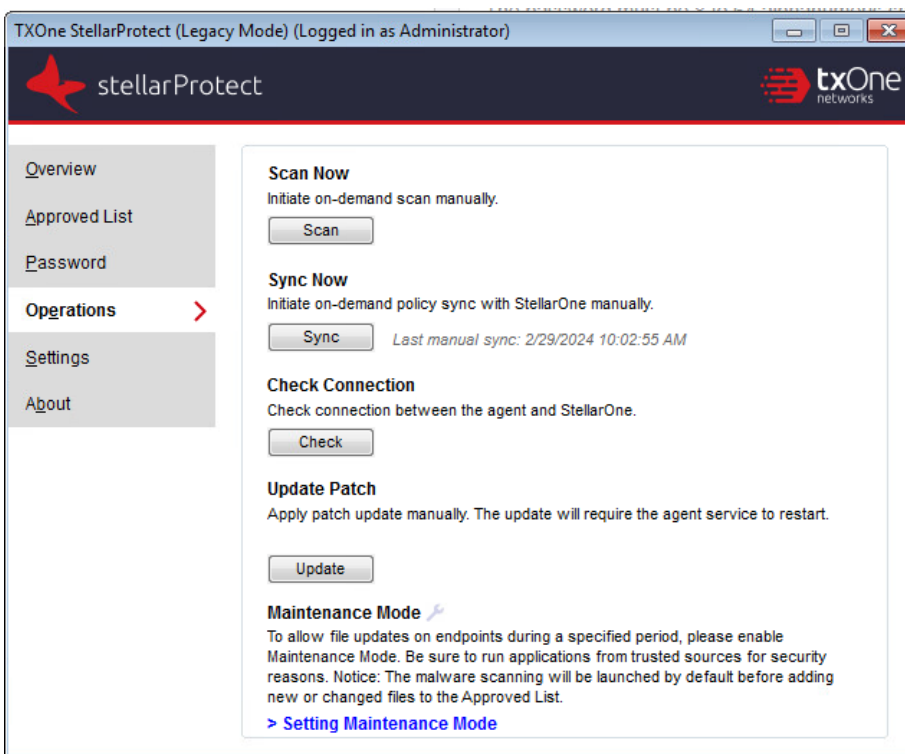 TXOne StellarProtect (Legacy Mode) (Logged in as Administrator)
stellarProtect
txOne
networks
Overview
Approved List
Password
Operations
Settings
About
Scan Now
Initiate on-demand scan manually.
Scan
Sync Now
Initiate on-demand policy sync with StellarOne manually.
Sync
Last manual sync: 2/29/2024 10:02:55 AM
Check Connection
Check connection between the agent and StellarOne.
Check
Update Patch
Apply patch update manually. The update will require the agent service to restart.
Update
Maintenance Mode
To allow file updates on endpoints during a specified period, please enable
Maintenance Mode. Be sure to run applications from trusted sources for security
reasons. Notice: The malware scanning will be launched by default before adding
new or changed files to the Approved List.
> Setting Maintenance Mode